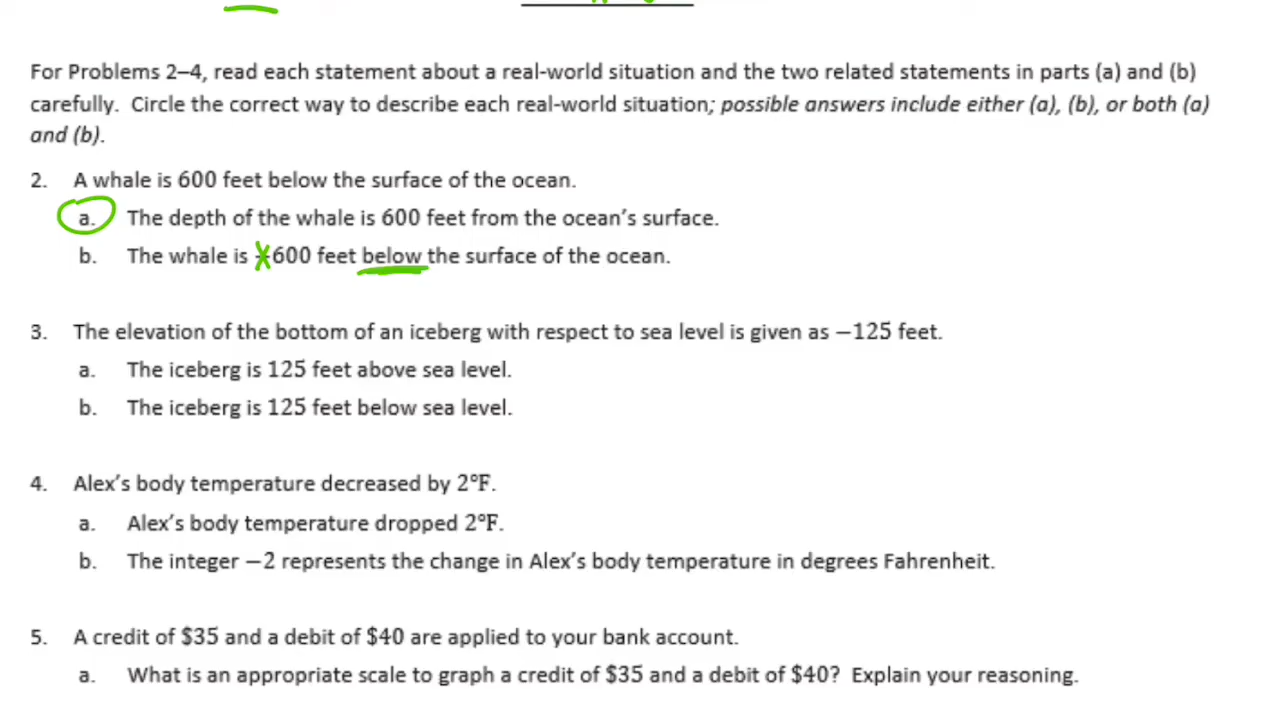 For Problems 2–4, read each statement about a real-world situation and the two related statements in parts (a) and (b)
carefully. Circle the correct way to describe each real-world situation; possible answers include either (a), (b), or both (a)
and (b).
2. A whale is 600 feet below the surface of the ocean.
a. The depth of the whale is 600 feet from the ocean's surface.
b. The whale is −600 feet below the surface of the ocean.
3. The elevation of the bottom of an iceberg with respect to sea level is given as −125 feet.
a. The iceberg is 125 feet above sea level.
b. The iceberg is 125 feet below sea level.
4. Alex's body temperature decreased by 2°F.
a. Alex's body temperature dropped 2°F.
b. The integer −2 represents the change in Alex's body temperature in degrees Fahrenheit.
5. A credit of $35 and a debit of $40 are applied to your bank account.
a. What is an appropriate scale to graph a credit of $35 and a debit of $40? Explain your reasoning.